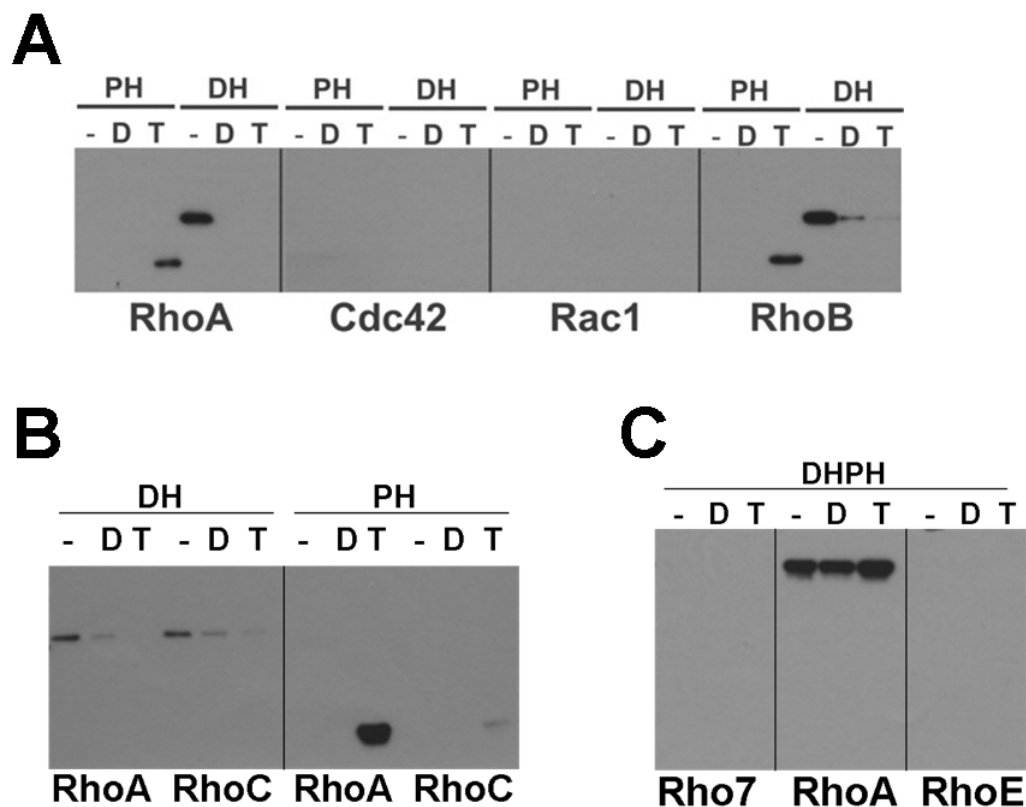 A
PH DH PH DH PH DH PH DH
- D T - D T - D T - D T - D T - D T - D T - D T
RhoA Cdc42 Rac1 RhoB
B
DH PH
- D T - D T - D T - D T
RhoA RhoC RhoA RhoC
C
DHPH
- D T - D T - D T
Rho7 RhoA RhoE